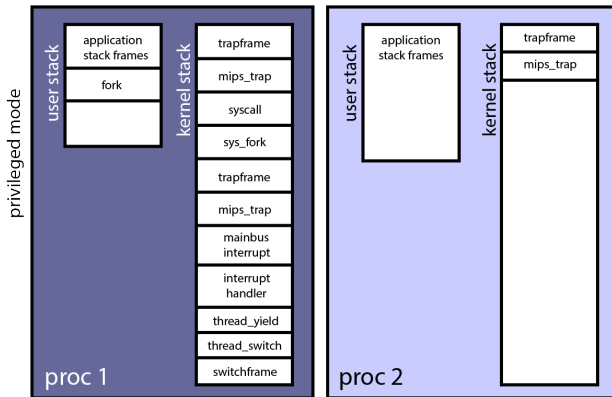 privileged mode
user stack
application
stack frames
fork
kernel stack
trapframe
mips_trap
syscall
sys_fork
trapframe
mips_trap
mainbus
interrupt
interrupt
handler
thread_yield
thread_switch
switchframe
proc 1
user stack
application
stack frames
kernel stack
trapframe
mips_trap
proc 2